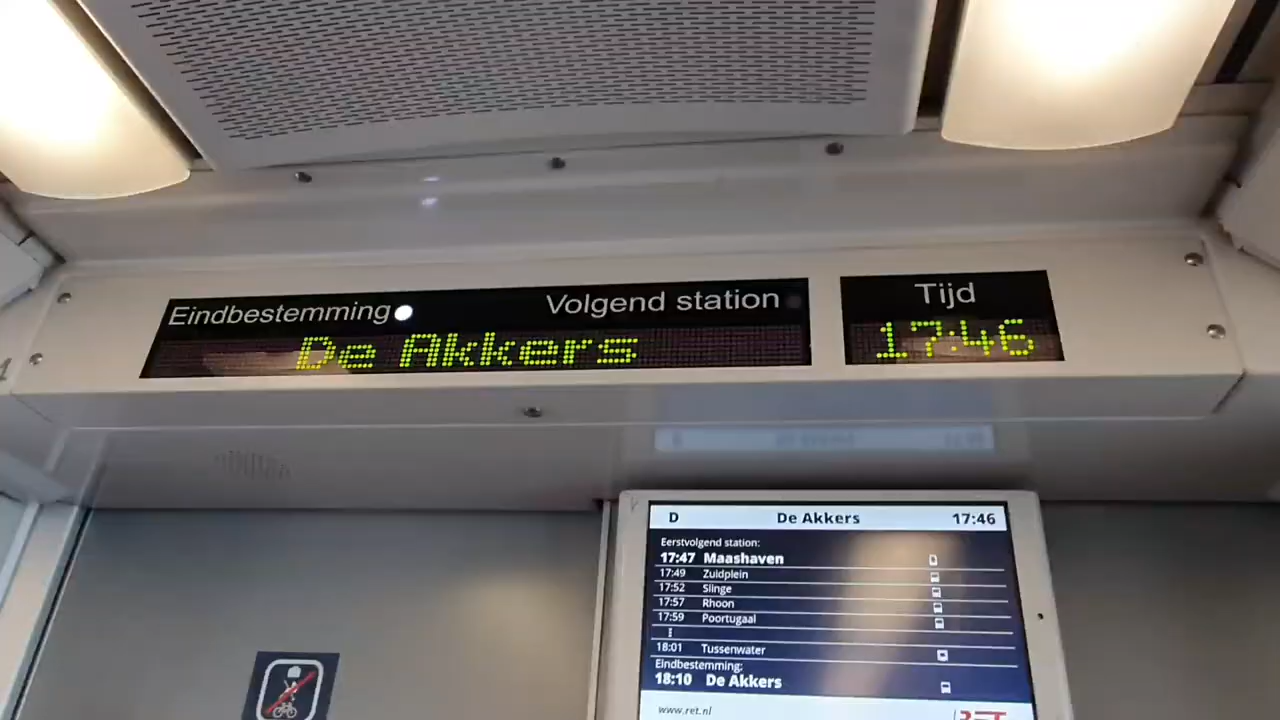 Eindbestemming
Volgend station
Tijd
De Akkers
17:46
D De Akkers 17:46
Eerstvolgend station:
17:47 Maashaven
17:49 Zuidplein
17:52 Slinge
17:57 Rhoon
17:59 Poortugaal
18:01 Tussenwater
Eindbestemming:
18:10 De Akkers
www.ret.nl
RET